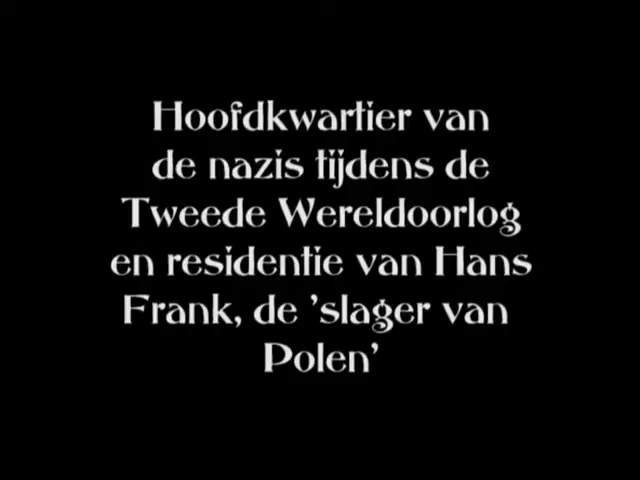 Hoofdkwartier van
de nazis tijdens de
Tweede Wereldoorlog
en residentie van Hans
Frank, de 'slager van
Polen'